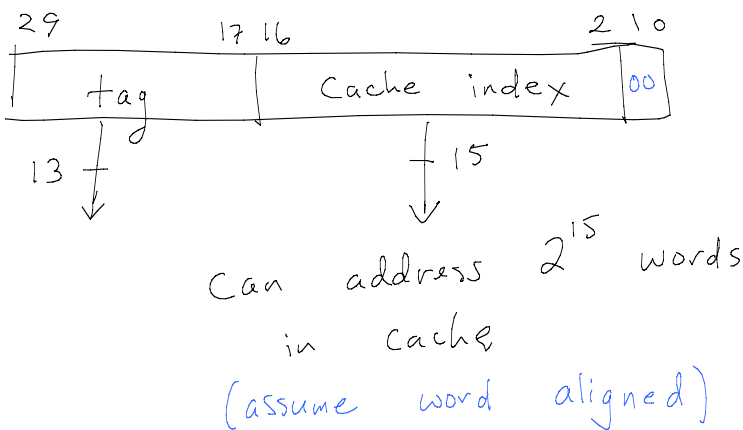 29 17 16 2 1 0
tag Cache index 00
13 15
Can address 2^15 words
in cache
(assume word aligned)